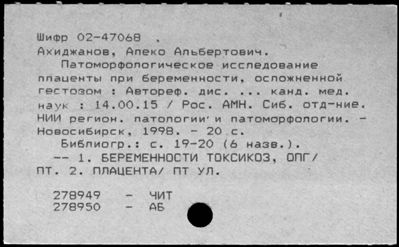 Шифр 02-47068 .
Ахиджанов, Алеко Альбертович.
Патоморфологическое исследование
плаценты при беременности, осложненной
гестозом : Автореф. дис. ... канд. мед.
наук : 14.00.15 / Рос. АМН. Сиб. отд-ние.
НИИ регион. патологии и патоморфологии. -
Новосибирск, 1998. - 20 с.
Библиогр.: с. 19-20 (6 назв.).
-- 1. БЕРЕМЕННОСТИ ТОКСИКОЗ, ОПГ/
ПТ. 2. ПЛАЦЕНТА/ ПТ УЛ.
278949 - ЧИТ
278950 - АБ